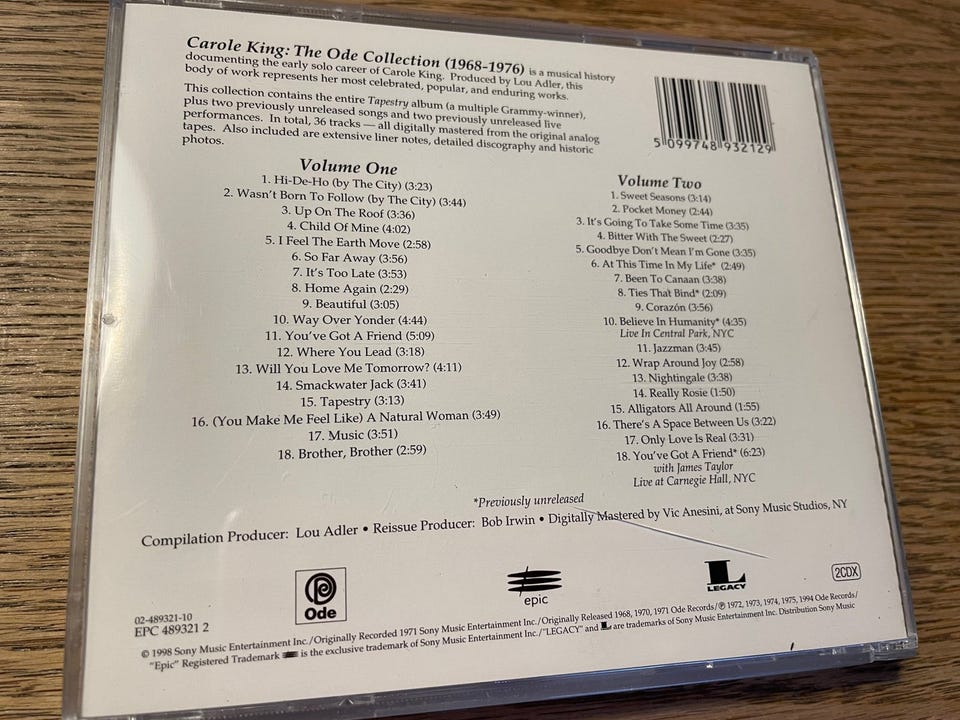 Carole King: The Ode Collection (1968-1976) is a musical history
documenting the early solo career of Carole King. Produced by Lou Adler, this
body of work represents her most celebrated, popular, and enduring works.
This collection contains the entire Tapestry album (a multiple Grammy-winner),
plus two previously unreleased songs and two previously unreleased live
performances. In total, 36 tracks — all digitally mastered from the original analog
tapes. Also included are extensive liner notes, detailed discography and historic
photos.
5 099748 932129
Volume One
1. Hi-De-Ho (by The City) (3:23)
2. Wasn't Born To Follow (by The City) (3:44)
3. Up On The Roof (3:36)
4. Child Of Mine (4:02)
5. I Feel The Earth Move (2:58)
6. So Far Away (3:56)
7. It's Too Late (3:53)
8. Home Again (2:29)
9. Beautiful (3:05)
10. Way Over Yonder (4:44)
11. You've Got A Friend (5:09)
12. Where You Lead (3:18)
13. Will You Love Me Tomorrow? (4:11)
14. Smackwater Jack (3:41)
15. Tapestry (3:13)
16. (You Make Me Feel Like) A Natural Woman (3:49)
17. Music (3:51)
18. Brother, Brother (2:59)
Volume Two
1. Sweet Seasons (3:14)
2. Pocket Money (2:44)
3. It's Going To Take Some Time (3:35)
4. Bitter With The Sweet (2:27)
5. Goodbye Don't Mean I'm Gone (3:35)
6. At This Time In My Life* (2:49)
7. Been To Canaan (3:38)
8. Ties That Bind* (2:09)
9. Corazón (3:56)
10. Believe In Humanity* (4:35)
Live In Central Park, NYC
11. Jazzman (3:45)
12. Wrap Around Joy (2:58)
13. Nightingale (3:38)
14. Really Rosie (1:50)
15. Alligators All Around (1:55)
16. There's A Space Between Us (3:22)
17. Only Love Is Real (3:31)
18. You've Got A Friend* (6:23)
with James Taylor
Live at Carnegie Hall, NYC
*Previously unreleased
Compilation Producer: Lou Adler • Reissue Producer: Bob Irwin • Digitally Mastered by Vic Anesini, at Sony Music Studios, NY
Ode
epic
L
LEGACY
2CDX
02-489321-10
EPC 489321 2
© 1998 Sony Music Entertainment Inc./Originally Recorded 1971 Sony Music Entertainment Inc./Originally Released 1968, 1970, 1971 Ode Records/℗ 1972, 1973, 1974, 1975, 1994 Ode Records/
"Epic" Registered Trademark is the exclusive trademark of Sony Music Entertainment Inc./"LEGACY" and L are trademarks of Sony Music Entertainment Inc. Distribution Sony Music